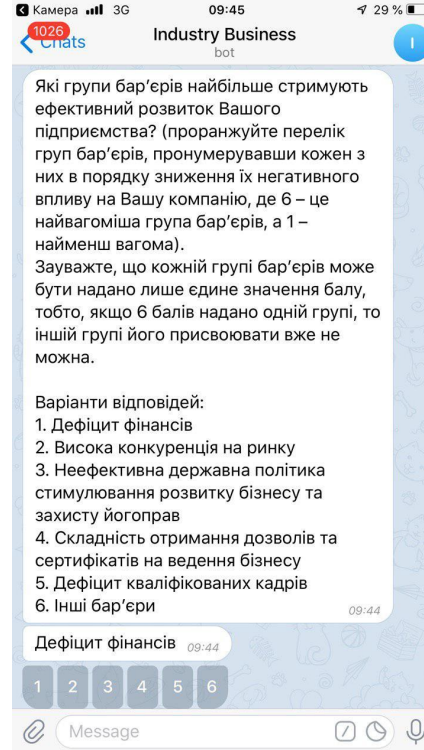 Камера 3G 09:45 29 %
1026
Chats
Industry Business
bot
I
Які групи бар’єрів найбільше стримують
ефективний розвиток Вашого
підприємства? (проранжуйте перелік
груп бар’єрів, пронумерувавши кожен з
них в порядку зниження їх негативного
впливу на Вашу компанію, де 6 – це
найвагоміша група бар’єрів, а 1 –
найменш вагома).
Зауважте, що кожній групі бар’єрів може
бути надано лише єдине значення балу,
тобто, якщо 6 балів надано одній групі, то
іншій групі його присвоювати вже не
можна.
Варіанти відповідей:
1. Дефіцит фінансів
2. Висока конкуренція на ринку
3. Неефективна державна політика
стимулювання розвитку бізнесу та
захисту йогоправ
4. Складність отримання дозволів та
сертифікатів на ведення бізнесу
5. Дефіцит кваліфікованих кадрів
6. Інші бар’єри 09:44
Дефіцит фінансів 09:44
1 2 3 4 5 6
Message